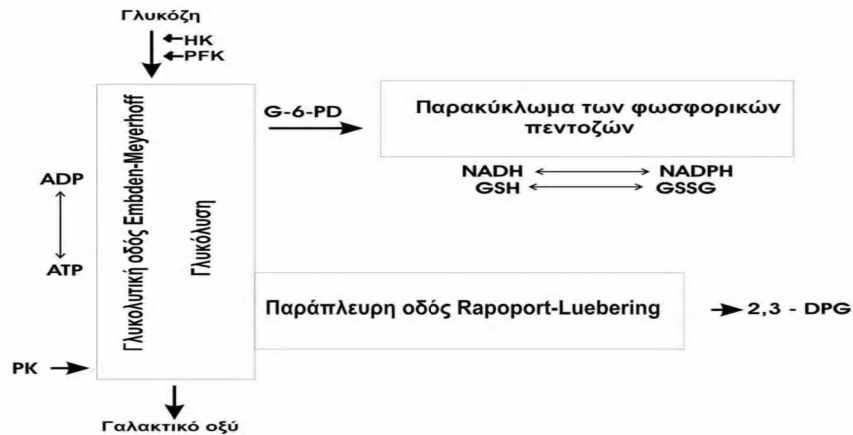 Γλυκόζη
HK
PFK
G-6-PD
Παρακύκλωμα των φωσφορικών
πεντοζών
NADH NADPH
GSH GSSG
ADP
ATP
Γλυκολυτική οδός Embden-Meyerhoff
Γλυκόλυση
Παράπλευρη οδός Rapoport-Luebering
2,3 - DPG
PK
Γαλακτικό οξύ